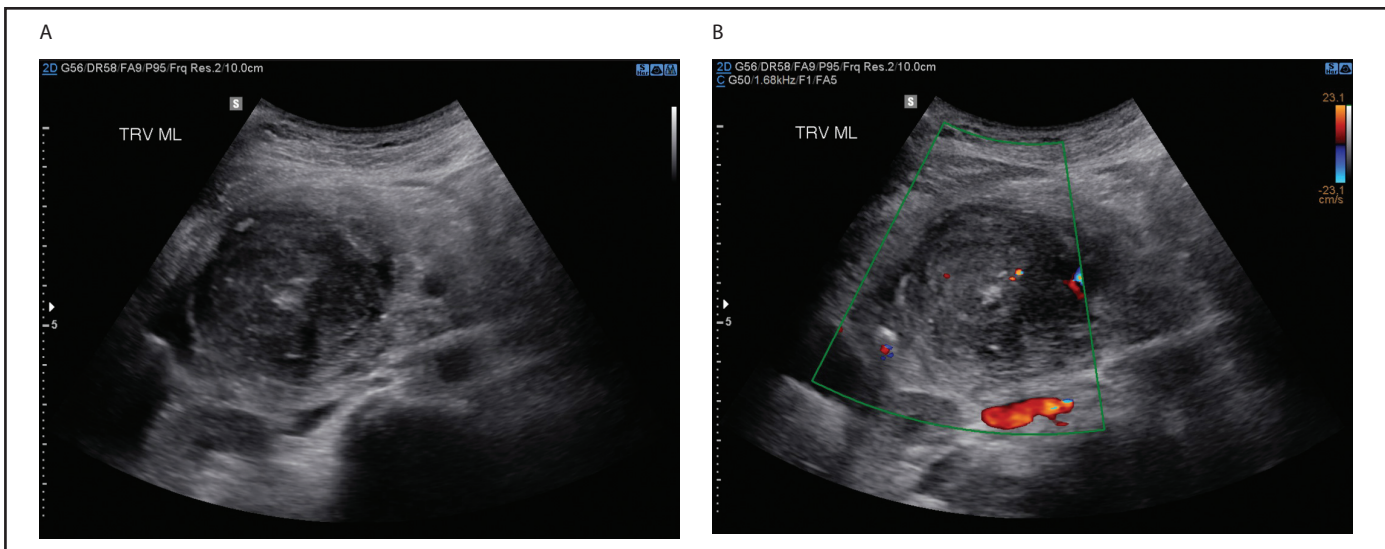 A
2D G56/DR58/FA9/P95/Frq Res.2/10.0cm
S
TRV ML
5
B
2D G56/DR58/FA9/P95/Frq Res.2/10.0cm
C G50/1.68kHz/F1/FA5
S
23.1
TRV ML
-23.1
cm/s
5